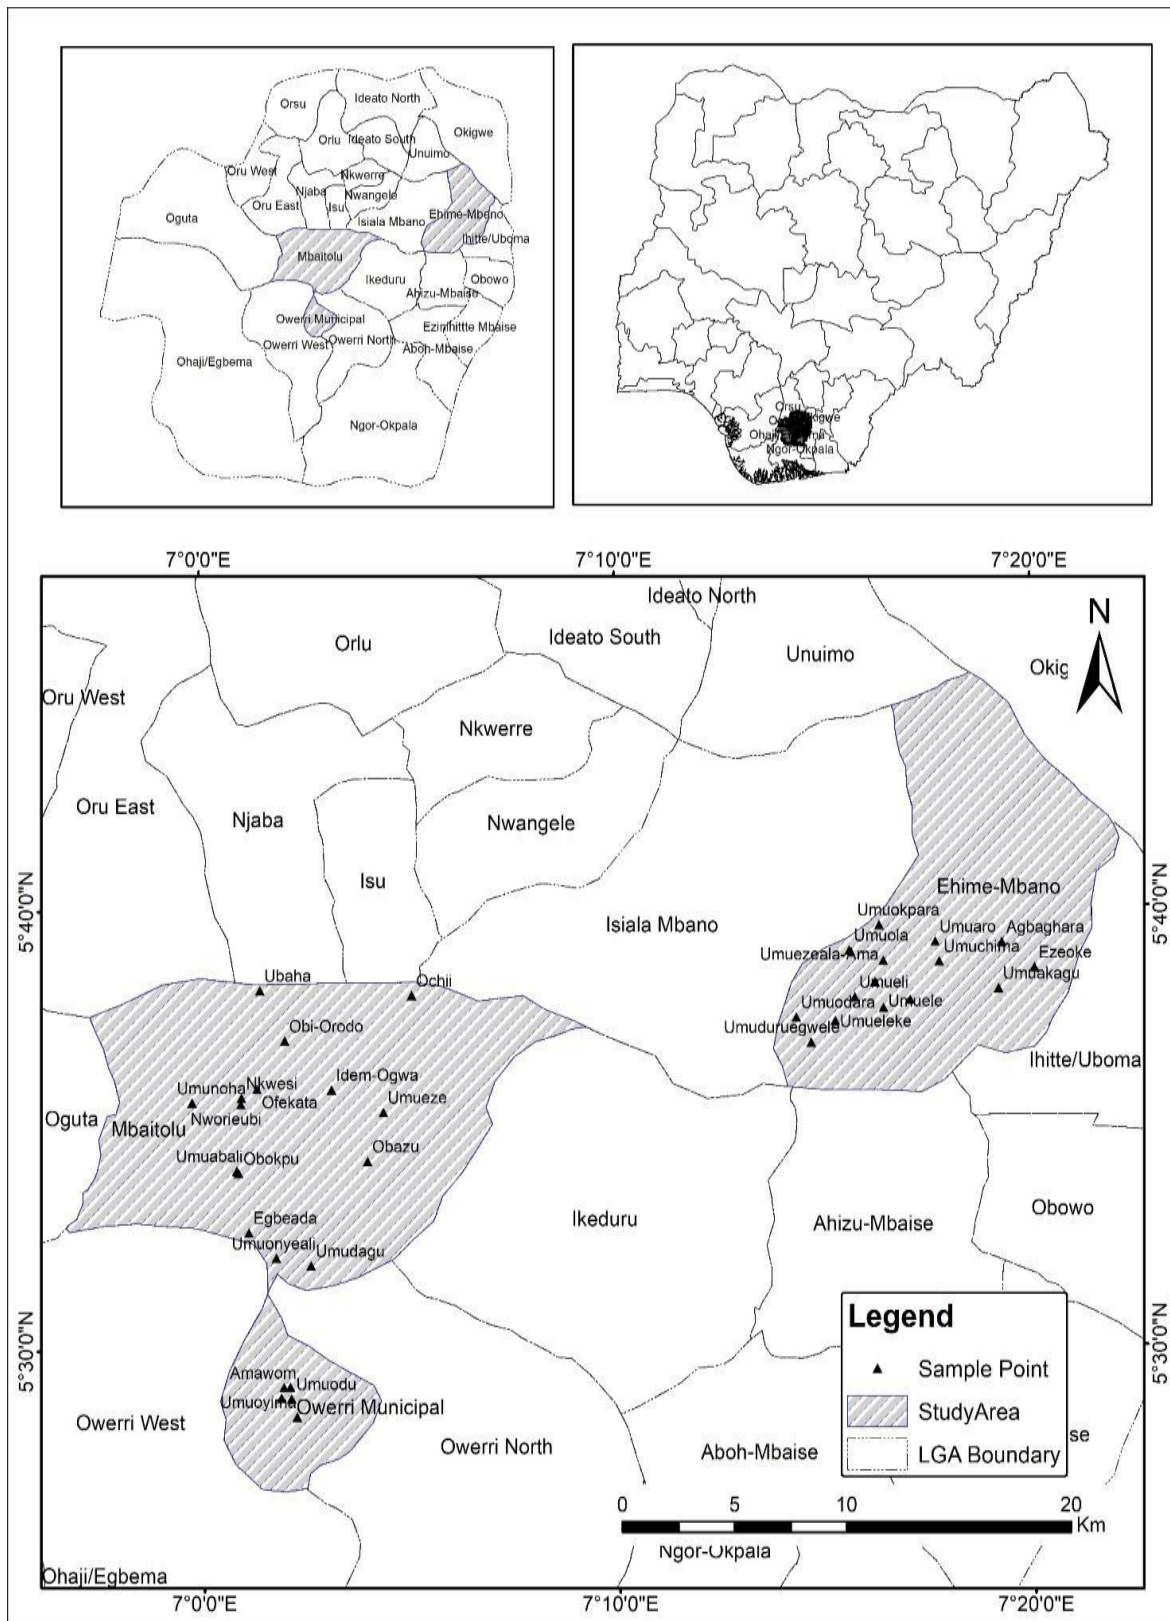 Orsu
Ideato North
Orlu
Ideato South
Okigwe
Unuimo
Oru West
Nkwerre
Njaba
Nwangele
Oru East
Isu
Oguta
Isiala Mbano
Ehime-Mbano
Ihitte/Uboma
Mbaitolu
Ikeduru
Obowo
Ahizu-Mbaise
Owerri Municipal
Ezinihittte Mbaise
Owerri West
Owerri North
Aboh-Mbaise
Ohaji/Egbema
Ngor-Okpala
Orsu
Ngor-Okpala
7°0'0"E
7°10'0"E
7°20'0"E
Ideato North
N
Orlu
Ideato South
Unuimo
Oru West
Nkwerre
Oru East
Njaba
Nwangele
Isu
5°40'0"N
5°40'0"N
Ehime-Mbano
Isiala Mbano
Umuokpara
Umuola
Umuaro
Agbaghara
Umuezeala-Ama
Umuchima
Ezeoke
Umuakagu
Umueli
Umuodara
Umuele
Umuduruegwele
Umueleke
Ubaha
Ochii
Obi-Orodo
Ihitte/Uboma
Umunoha
Nkwesi
Idem-Ogwa
Ofekata
Umueze
Oguta
Mbaitolu
Nworieubi
Umuabali
Obokpu
Obazu
Egbeada
Umuonyeali
Umudagu
Ikeduru
Ahizu-Mbaise
Obowo
5°30'0"N
5°30'0"N
Amawom
Umuodu
Umuoyima
Owerri Municipal
Owerri West
Owerri North
Aboh-Mbaise
se
Legend
Sample Point
StudyArea
LGA Boundary
0 5 10 20
Km
Ngor-Okpala
Ohaji/Egbema
7°0'0"E
7°10'0"E
7°20'0"E